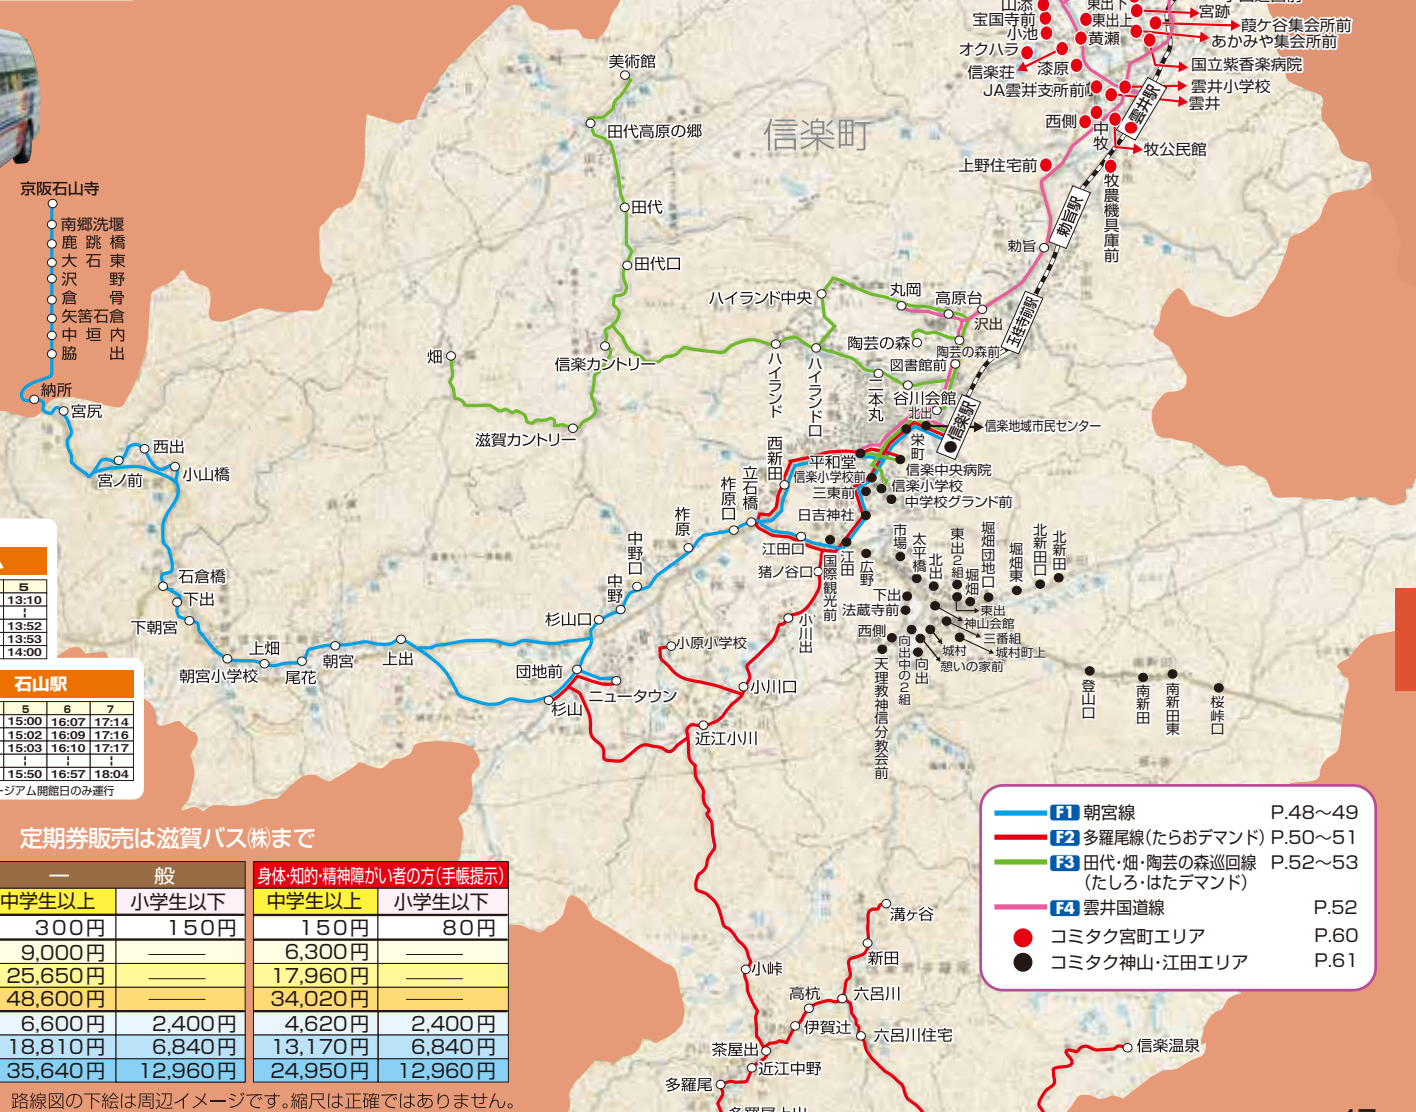 信楽町
山添
宝国寺前
小池
オクハラ
信楽荘
漆原
JA雲井支所前
東出下
東出上
黄瀬
宮跡
葭ケ谷集会所前
あかみや集会所前
国立紫香楽病院
雲井小学校
雲井
雲井駅
西側
中牧
牧公民館
上野住宅前
牧農機具庫前
勅旨駅
勅旨
玉桂寺前駅
美術館
田代高原の郷
田代
田代口
信楽カントリー
畑
滋賀カントリー
ハイランド中央
ハイランド
ハイランド口
丸岡
高原台
沢出
陶芸の森
陶芸の森前
図書館前
二本丸
谷川会館
北出
信楽駅
信楽地域市民センター
栄町
平和堂
信楽中央病院
信楽小学校前
信楽小学校
三東前
中学校グランド前
日吉神社
西新田
立石橋
柞原口
柞原
中野口
中野
杉山口
江田口
猪ノ谷口
国際観光前
江田
広野
市場
太平橋
北出
東出2組
堀畑
堀畑団地口
堀畑東
北新田口
北新田
下出
法蔵寺前
西側
天理教神信分教会前
向出中の2組
向出
東出
神山会館
三番組
城村町上
城村
憩いの家前
登山口
南新田
南新田東
桜峠口
京阪石山寺
南郷洗堰
鹿跳橋
大石東
沢野
倉骨
矢筈石倉
中垣内
脇出
納所
宮尻
西出
宮ノ前
小山橋
石倉橋
下出
下朝宮
朝宮小学校
上畑
尾花
朝宮
上出
団地前
ニュータウン
杉山
小原小学校
小川出
小川口
近江小川
小峠
高杭
伊賀辻
茶屋出
近江中野
多羅尾
多羅尾上出
溝ヶ谷
新田
六呂川
六呂川住宅
信楽温泉
5
13:10
13:52
13:53
14:00
石山駅
5 6 7
15:00 16:07 17:14
15:02 16:09 17:16
15:03 16:10 17:17
15:50 16:57 18:04
ージアム開館日のみ運行
定期券販売は滋賀バス㈱まで
一般 身体・知的・精神障がい者の方(手帳提示)
中学生以上 小学生以下 中学生以上 小学生以下
300円 150円 150円 80円
9,000円 —— 6,300円 ——
25,650円 —— 17,960円 ——
48,600円 —— 34,020円 ——
6,600円 2,400円 4,620円 2,400円
18,810円 6,840円 13,170円 6,840円
35,640円 12,960円 24,950円 12,960円
路線図の下絵は周辺イメージです。縮尺は正確ではありません。
F1 朝宮線 P.48～49
F2 多羅尾線(たらおデマンド) P.50～51
F3 田代・畑・陶芸の森巡回線 P.52～53
(たしろ・はたデマンド)
F4 雲井国道線 P.52
コミタク宮町エリア P.60
コミタク神山・江田エリア P.61